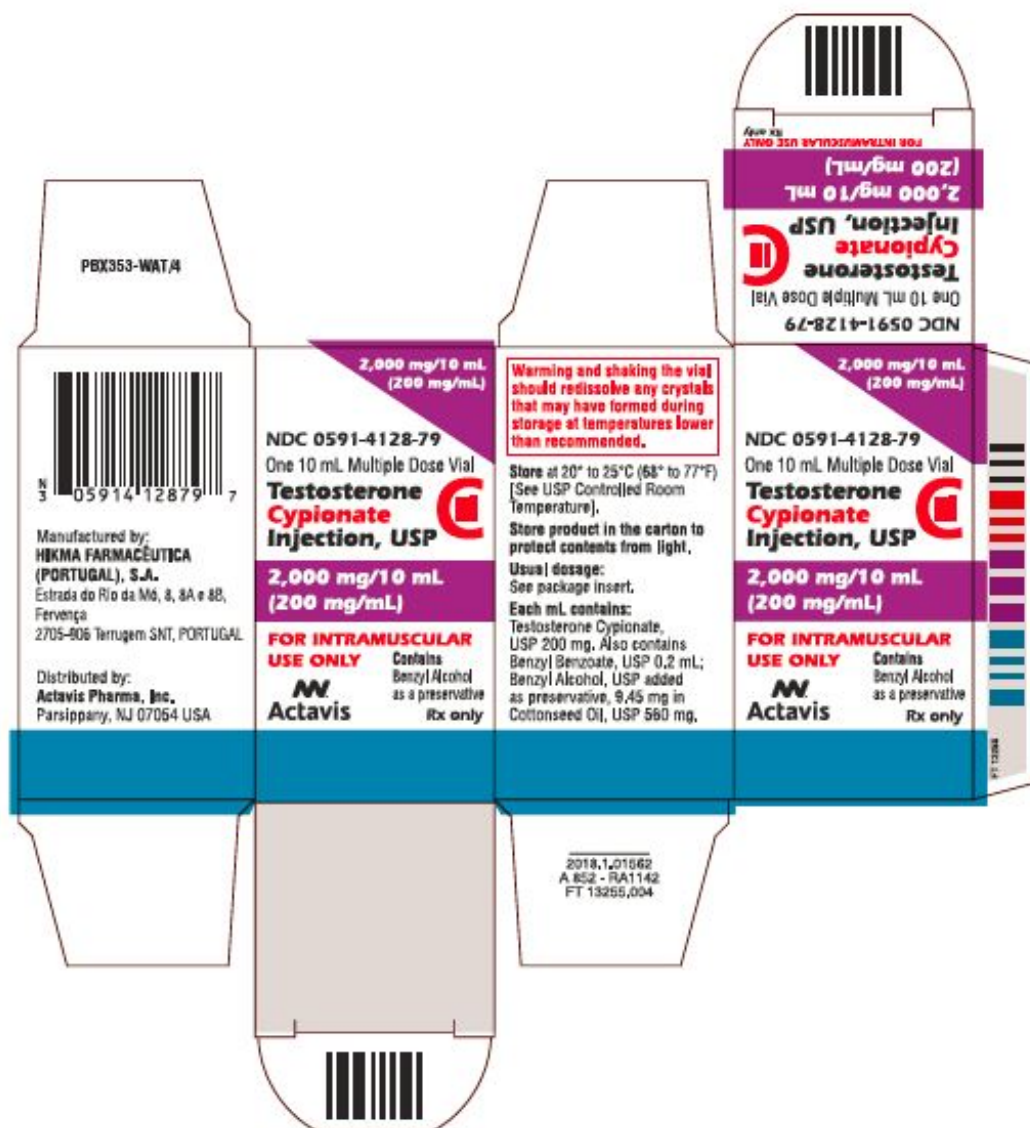 FOR INTRAMUSCULAR USE ONLY
Rx only
2,000 mg/10 mL
(200 mg/mL)
Testosterone
Cypionate
Injection, USP
CIII
One 10 mL Multiple Dose Vial
NDC 0591-4128-79
PBX353-WAT/4
N
3 05914 12879 7
Manufactured by:
HIKMA FARMACÊUTICA
(PORTUGAL), S.A.
Estrada do Rio da Mó, 8, 8A e 8B,
Fervença
2705-906 Terrugem SNT, PORTUGAL
Distributed by:
Actavis Pharma, Inc.
Parsippany, NJ 07054 USA
2,000 mg/10 mL
(200 mg/mL)
NDC 0591-4128-79
One 10 mL Multiple Dose Vial
Testosterone
Cypionate
Injection, USP
CIII
2,000 mg/10 mL
(200 mg/mL)
FOR INTRAMUSCULAR
USE ONLY
Contains
Benzyl Alcohol
as a preservative
Actavis
Rx only
Warming and shaking the vial
should redissolve any crystals
that may have formed during
storage at temperatures lower
than recommended.
Store at 20° to 25°C (68° to 77°F)
[See USP Controlled Room
Temperature].
Store product in the carton to
protect contents from light.
Usual dosage:
See package insert.
Each mL contains:
Testosterone Cypionate,
USP 200 mg. Also contains
Benzyl Benzoate, USP 0.2 mL;
Benzyl Alcohol, USP added
as preservative, 9.45 mg in
Cottonseed Oil, USP 560 mg.
2,000 mg/10 mL
(200 mg/mL)
NDC 0591-4128-79
One 10 mL Multiple Dose Vial
Testosterone
Cypionate
Injection, USP
CIII
2,000 mg/10 mL
(200 mg/mL)
FOR INTRAMUSCULAR
USE ONLY
Contains
Benzyl Alcohol
as a preservative
Actavis
Rx only
2018.1.01562
A 852 - RA1142
FT 13255.004